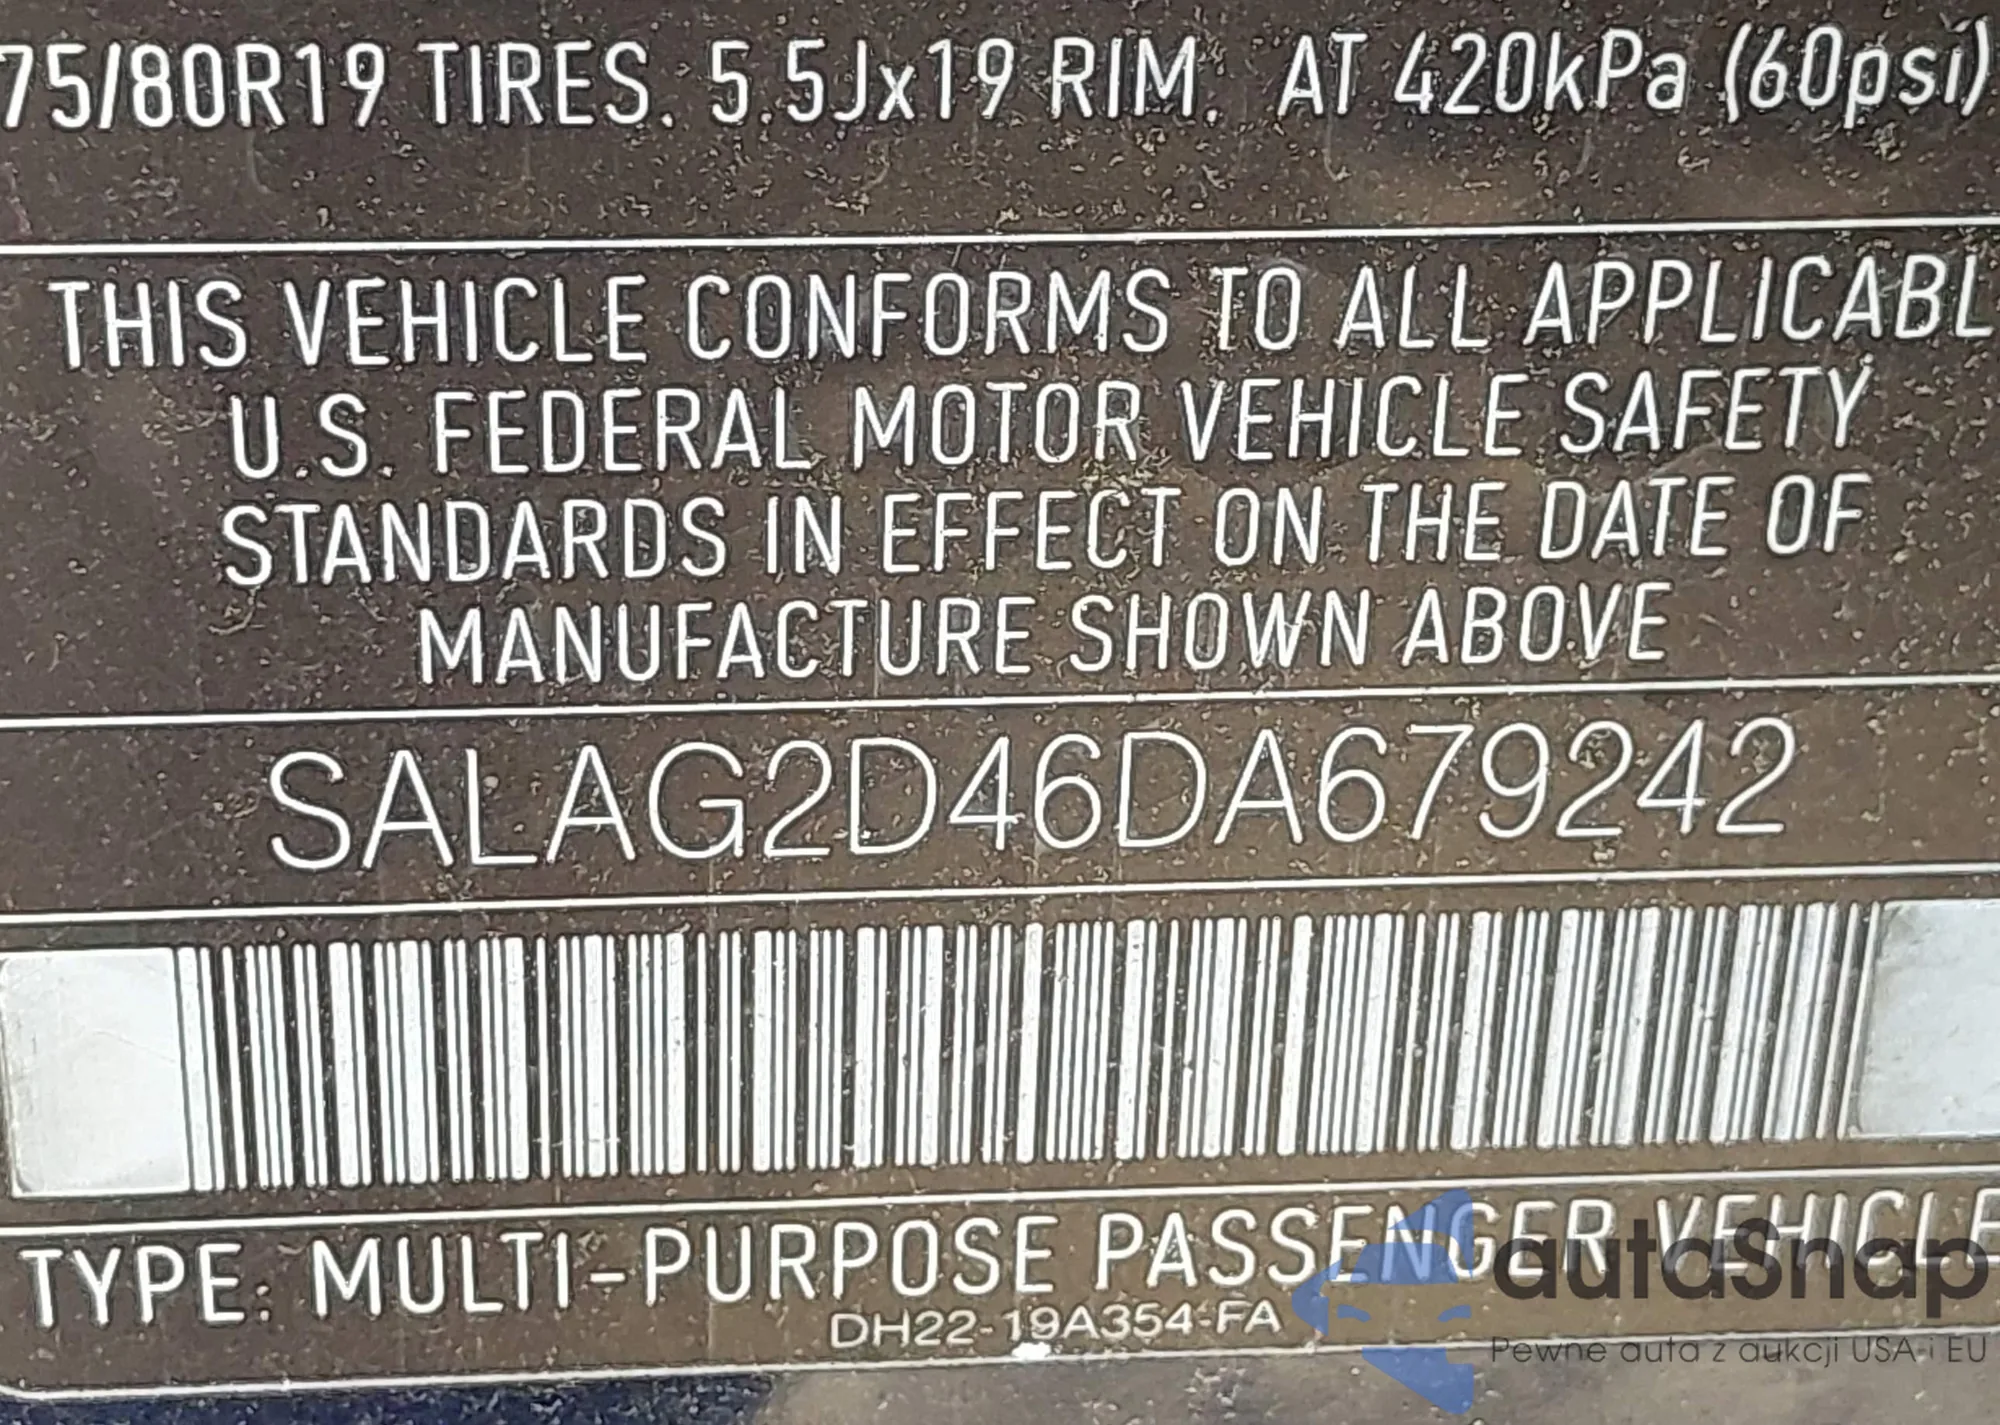 75/80R19 TIRES. 5.5Jx19 RIM. AT 420kPa (60psi)
THIS VEHICLE CONFORMS TO ALL APPLICABL
U.S. FEDERAL MOTOR VEHICLE SAFETY
STANDARDS IN EFFECT ON THE DATE OF
MANUFACTURE SHOWN ABOVE
SALAG2D46DA679242
TYPE: MULTI-PURPOSE PASSENGER VEHICLE
DH22-19A354-FA
autaSnap
Pewne auta z aukcji USA i EU